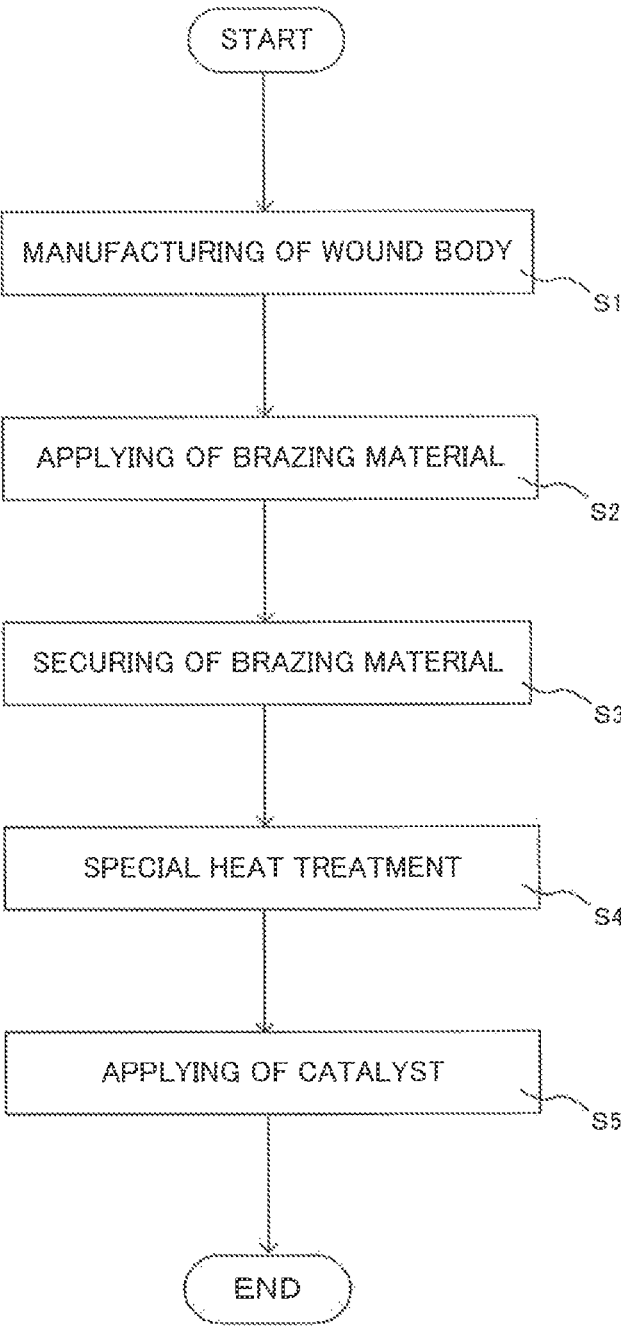 START
MANUFACTURING OF WOUND BODY
S1
APPLYING OF BRAZING MATERIAL
S2
SECURING OF BRAZING MATERIAL
S3
SPECIAL HEAT TREATMENT
S4
APPLYING OF CATALYST
S5
END